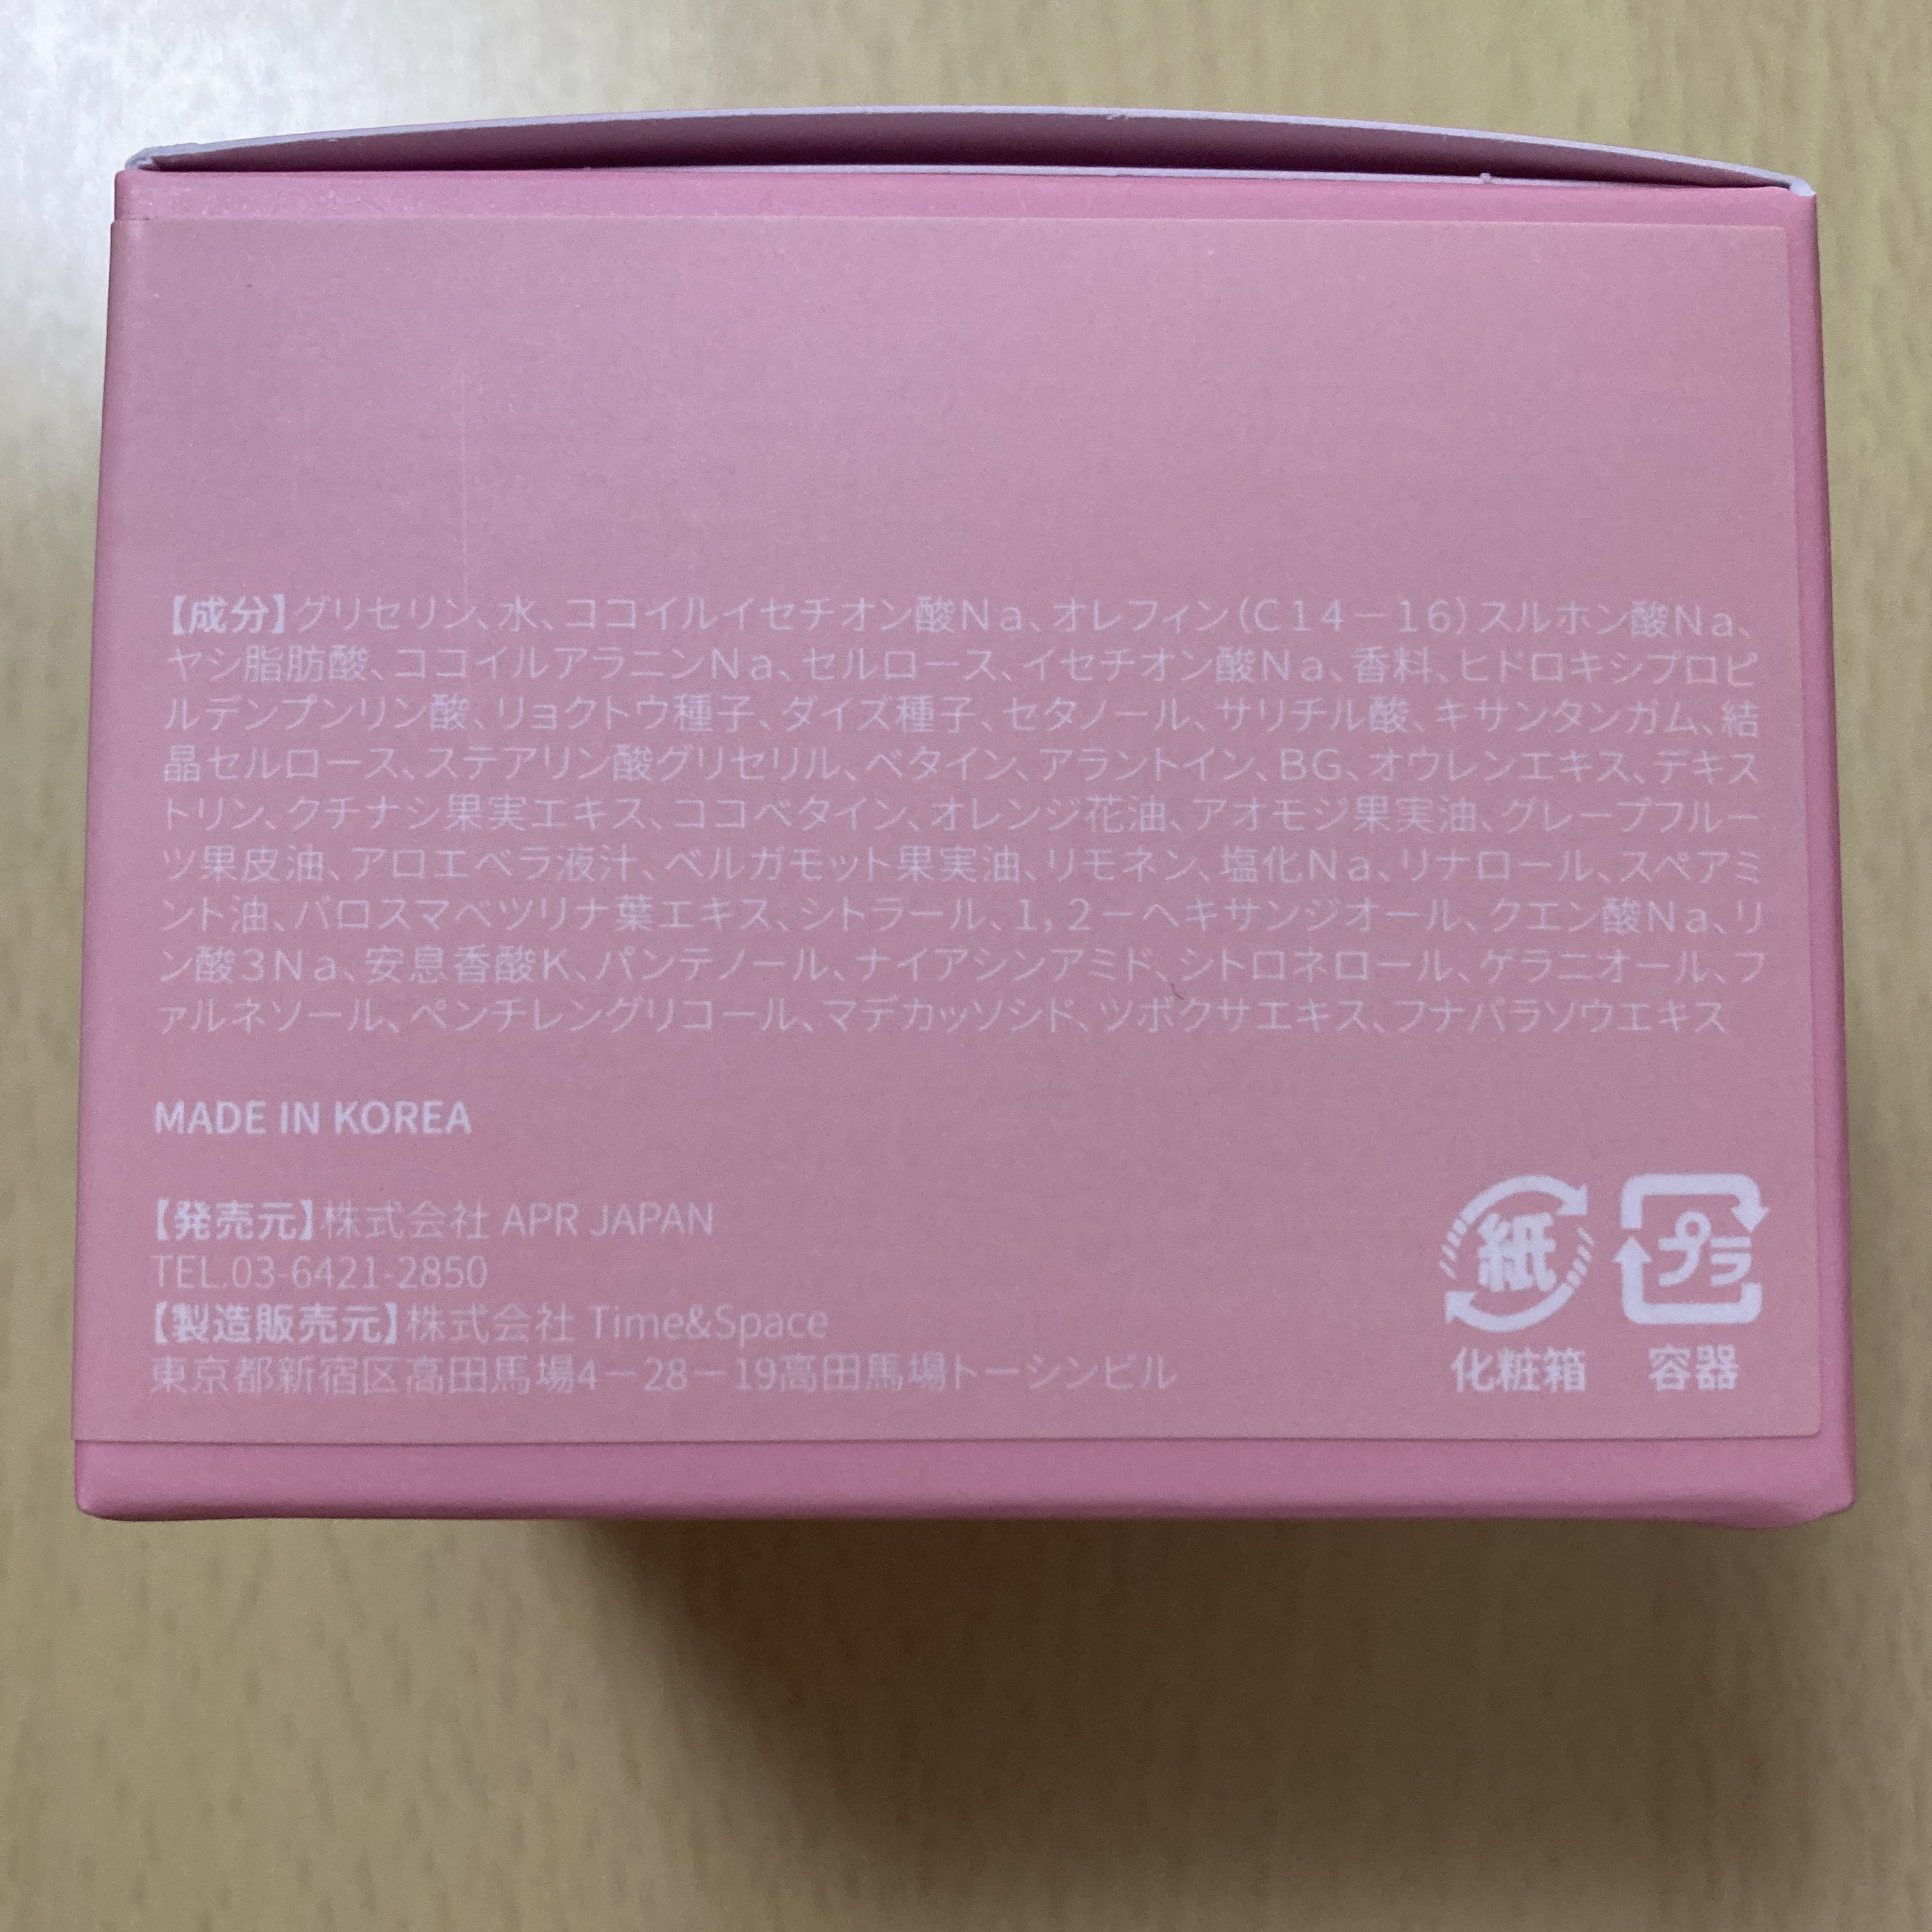 【成分】グリセリン、水、ココイルイセチオン酸Na、オレフィン(C14－16)スルホン酸Na、
ヤシ脂肪酸、ココイルアラニンNa、セルロース、イセチオン酸Na、香料、ヒドロキシプロピ
ルデンプンリン酸、リョクトウ種子、ダイズ種子、セタノール、サリチル酸、キサンタンガム、結
晶セルロース、ステアリン酸グリセリル、ベタイン、アラントイン、BG、オウレンエキス、デキス
トリン、クチナシ果実エキス、ココベタイン、オレンジ花油、アオモジ果実油、グレープフルー
ツ果皮油、アロエベラ液汁、ベルガモット果実油、リモネン、塩化Na、リナロール、スペアミ
ント油、バロスマベツリナ葉エキス、シトラール、1,2－ヘキサンジオール、クエン酸Na、リ
ン酸3Na、安息香酸K、パンテノール、ナイアシンアミド、シトロネロール、ゲラニオール、フ
ァルネソール、ペンチレングリコール、マデカッソシド、ツボクサエキス、フナバラソウエキス
MADE IN KOREA
【発売元】株式会社 APR JAPAN
TEL.03-6421-2850
【製造販売元】株式会社 Time&Space
東京都新宿区高田馬場4－28－19高田馬場トーシンビル
紙
化粧箱
プラ
容器